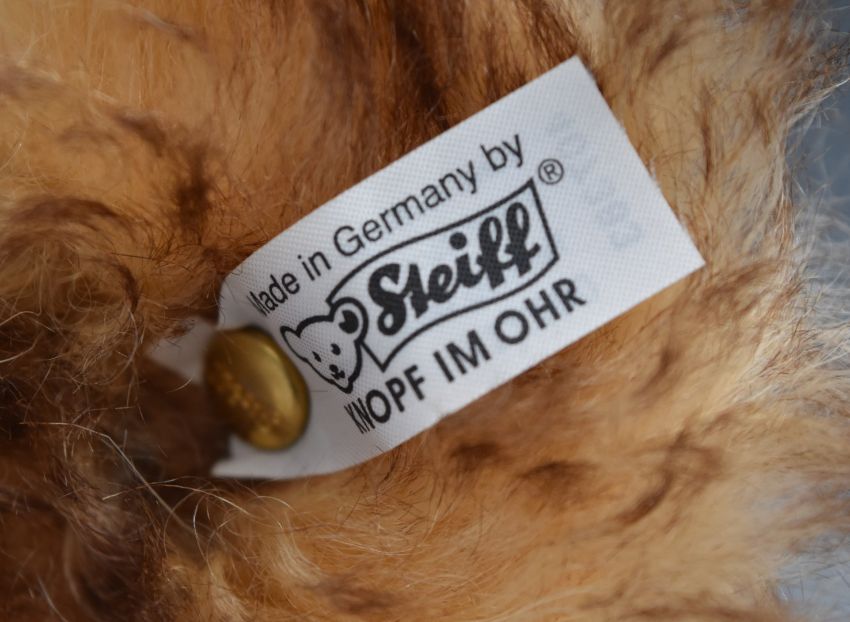 Made in Germany by
Steiff®
KNOPF IM OHR